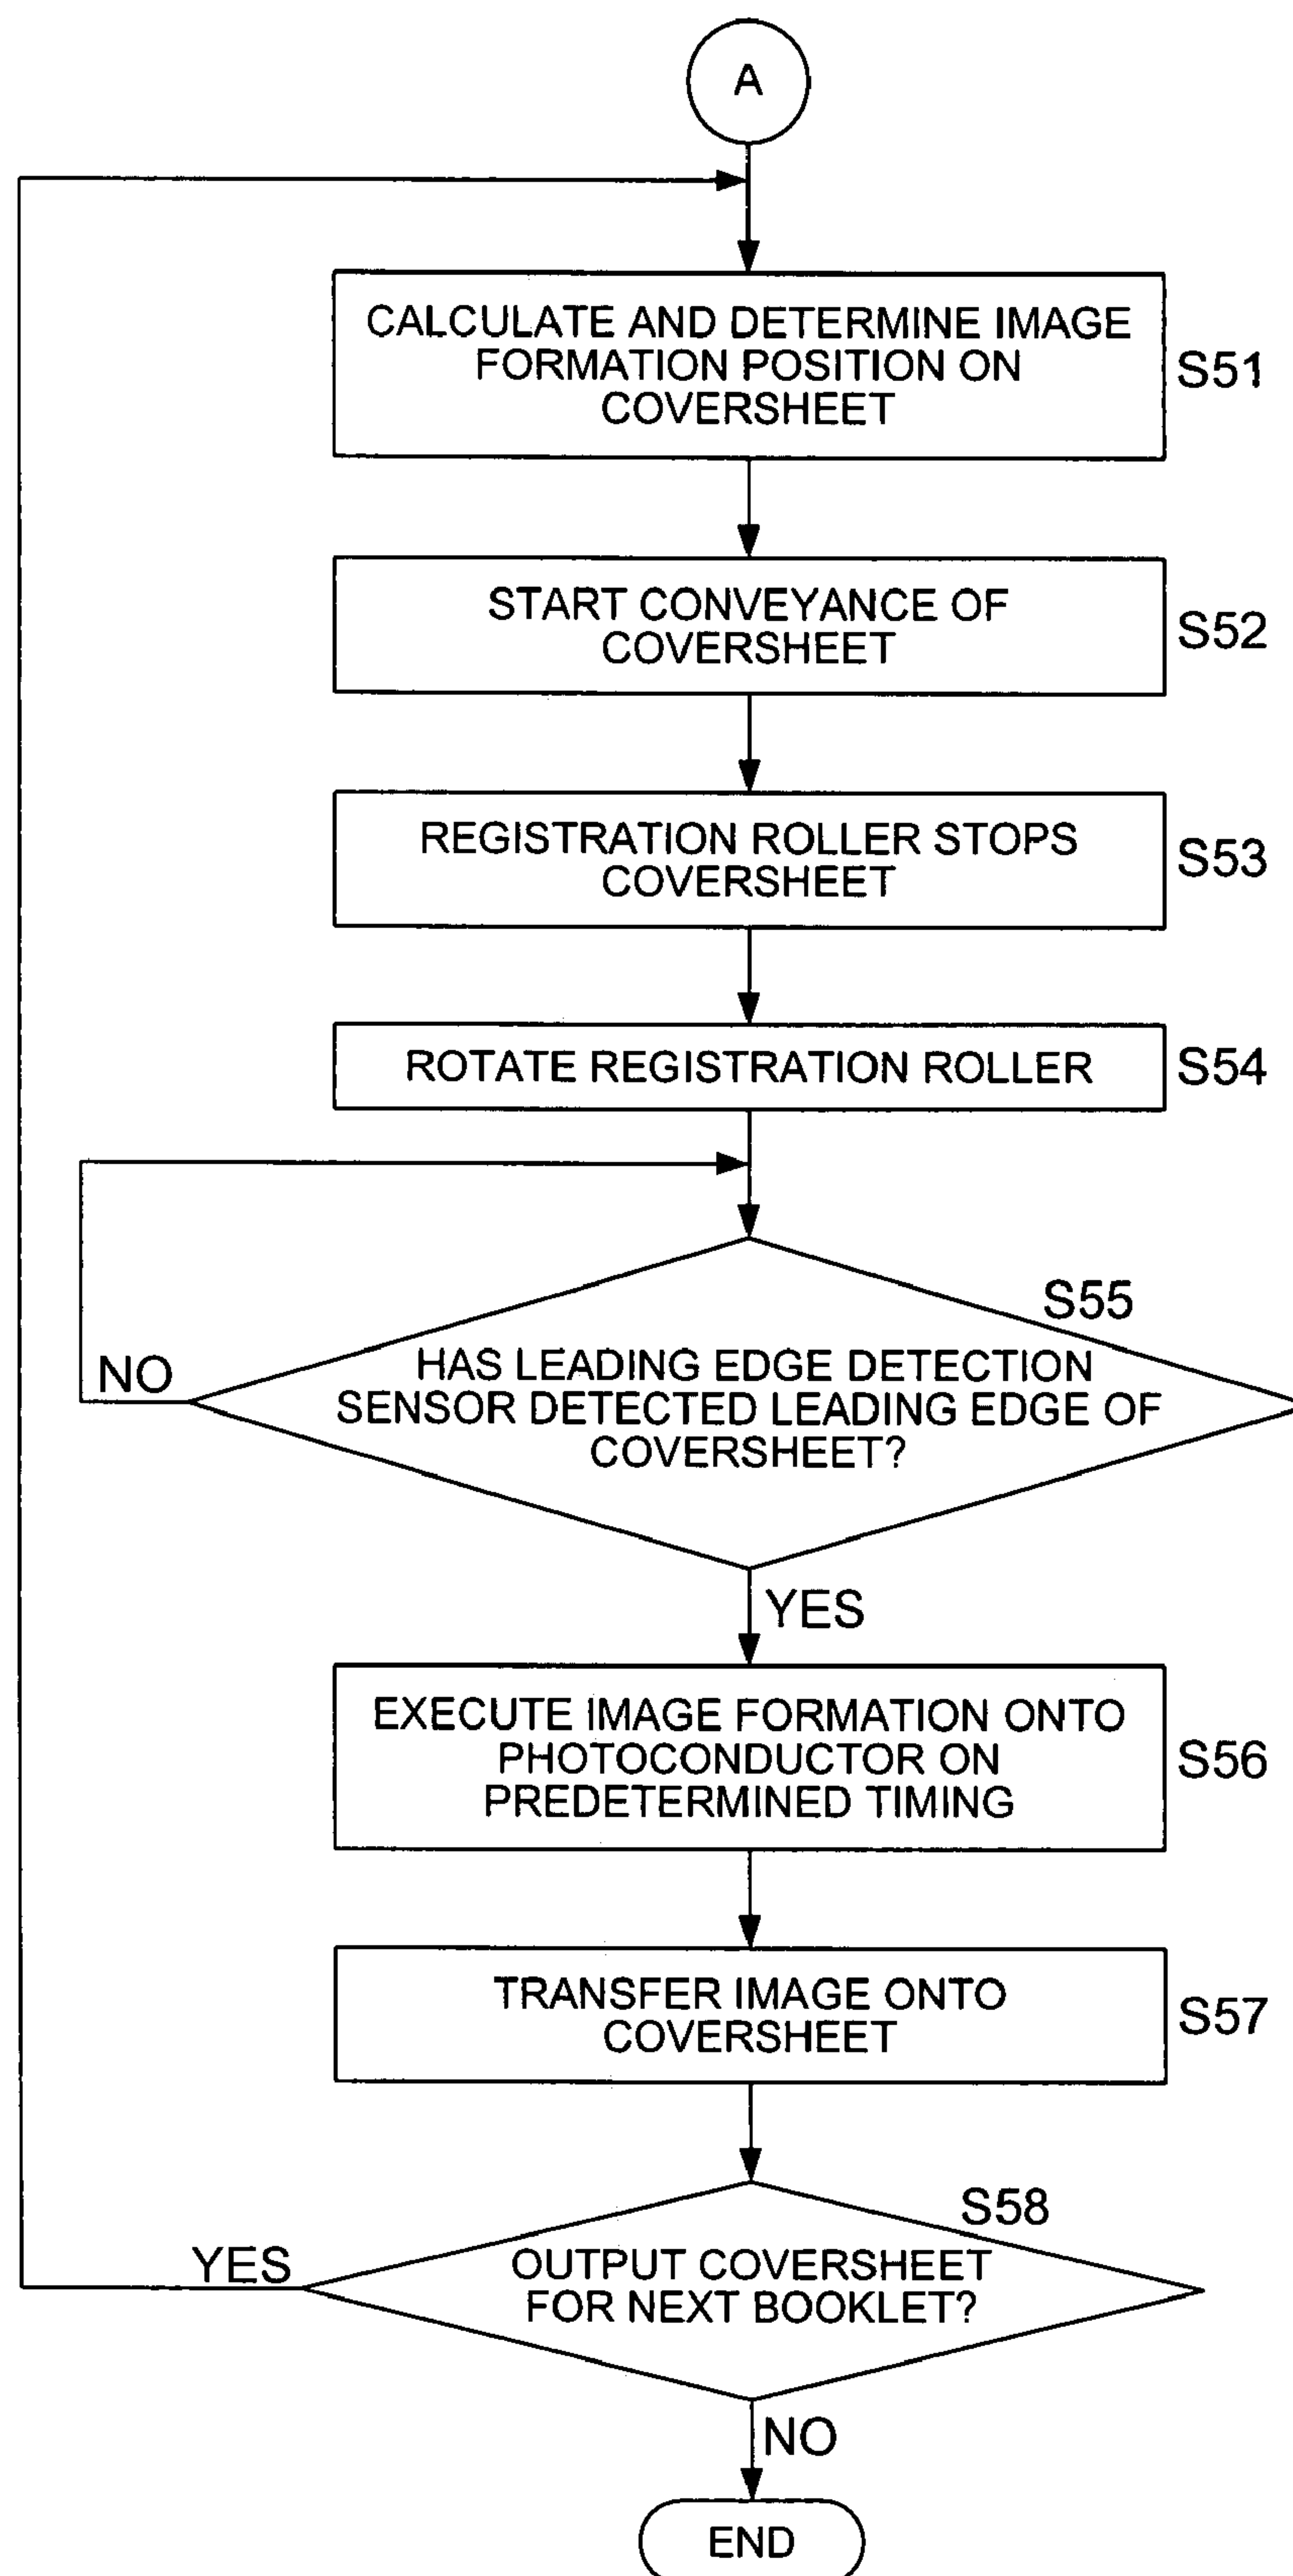 A
CALCULATE AND DETERMINE IMAGE
FORMATION POSITION ON
COVERSHEET
S51
START CONVEYANCE OF
COVERSHEET
S52
REGISTRATION ROLLER STOPS
COVERSHEET
S53
ROTATE REGISTRATION ROLLER
S54
S55
HAS LEADING EDGE DETECTION
SENSOR DETECTED LEADING EDGE OF
COVERSHEET?
NO
YES
EXECUTE IMAGE FORMATION ONTO
PHOTOCONDUCTOR ON
PREDETERMINED TIMING
S56
TRANSFER IMAGE ONTO
COVERSHEET
S57
S58
OUTPUT COVERSHEET
FOR NEXT BOOKLET?
YES
NO
END